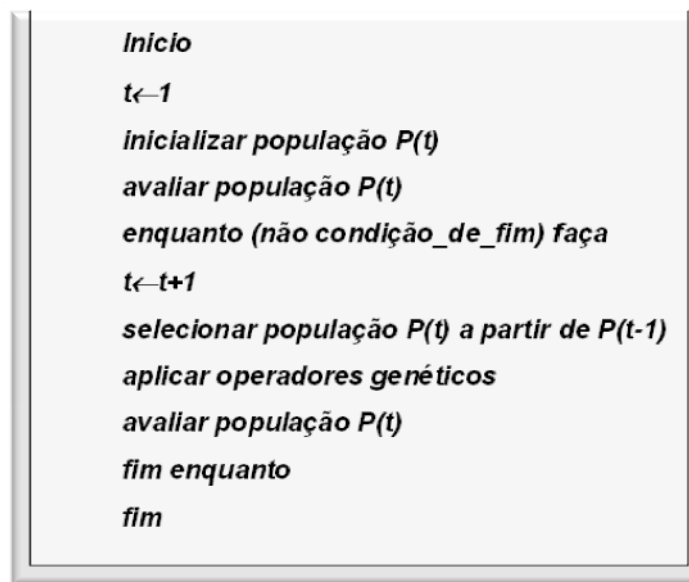 Inicio
t←1
inicializar população P(t)
avaliar população P(t)
enquanto (não condição_de_fim) faça
t←t+1
selecionar população P(t) a partir de P(t-1)
aplicar operadores genéticos
avaliar população P(t)
fim enquanto
fim